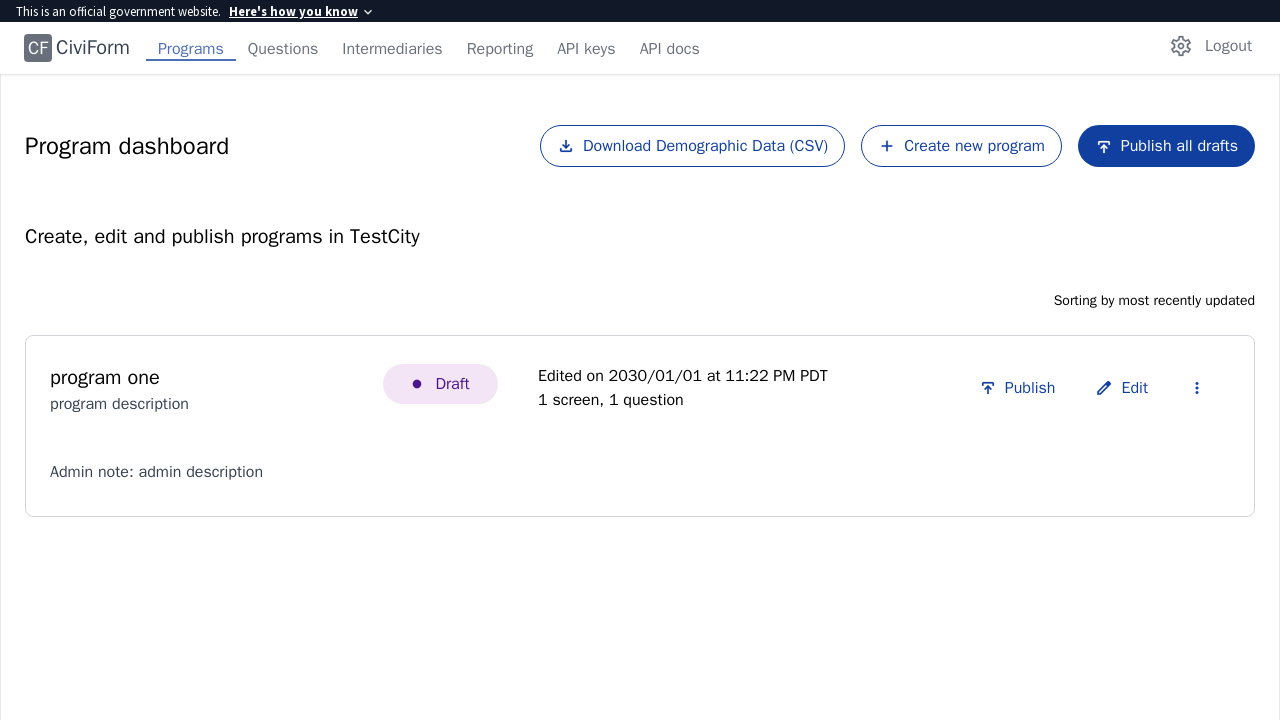 This is an official government website. Here's how you know
CF CiviForm Programs Questions Intermediaries Reporting API keys API docs Logout
Program dashboard Download Demographic Data (CSV) Create new program Publish all drafts
Create, edit and publish programs in TestCity
Sorting by most recently updated
program one Draft Edited on 2030/01/01 at 11:22 PM PDT Publish Edit
program description 1 screen, 1 question
Admin note: admin description